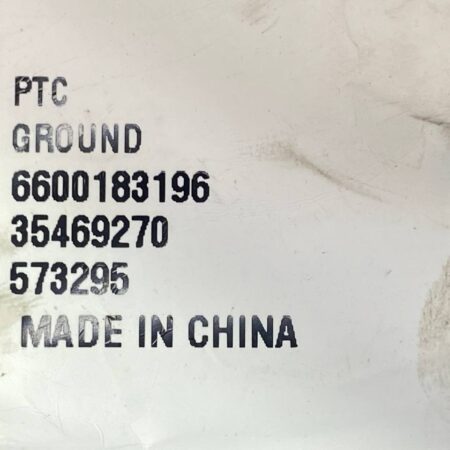 PTC
GROUND
6600183196
35469270
573295
MADE IN CHINA